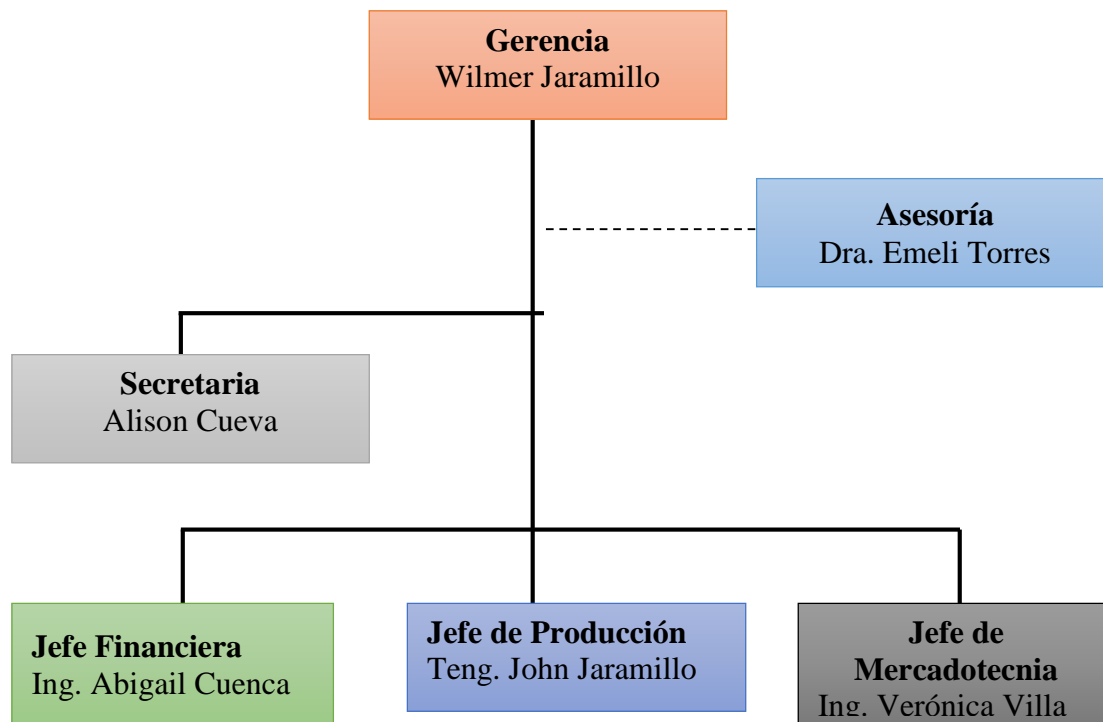 Gerencia
Wilmer Jaramillo
Asesoría
Dra. Emeli Torres
Secretaria
Alison Cueva
Jefe Financiera
Ing. Abigail Cuenca
Jefe de Producción
Teng. John Jaramillo
Jefe de
Mercadotecnia
Ing. Verónica Villa